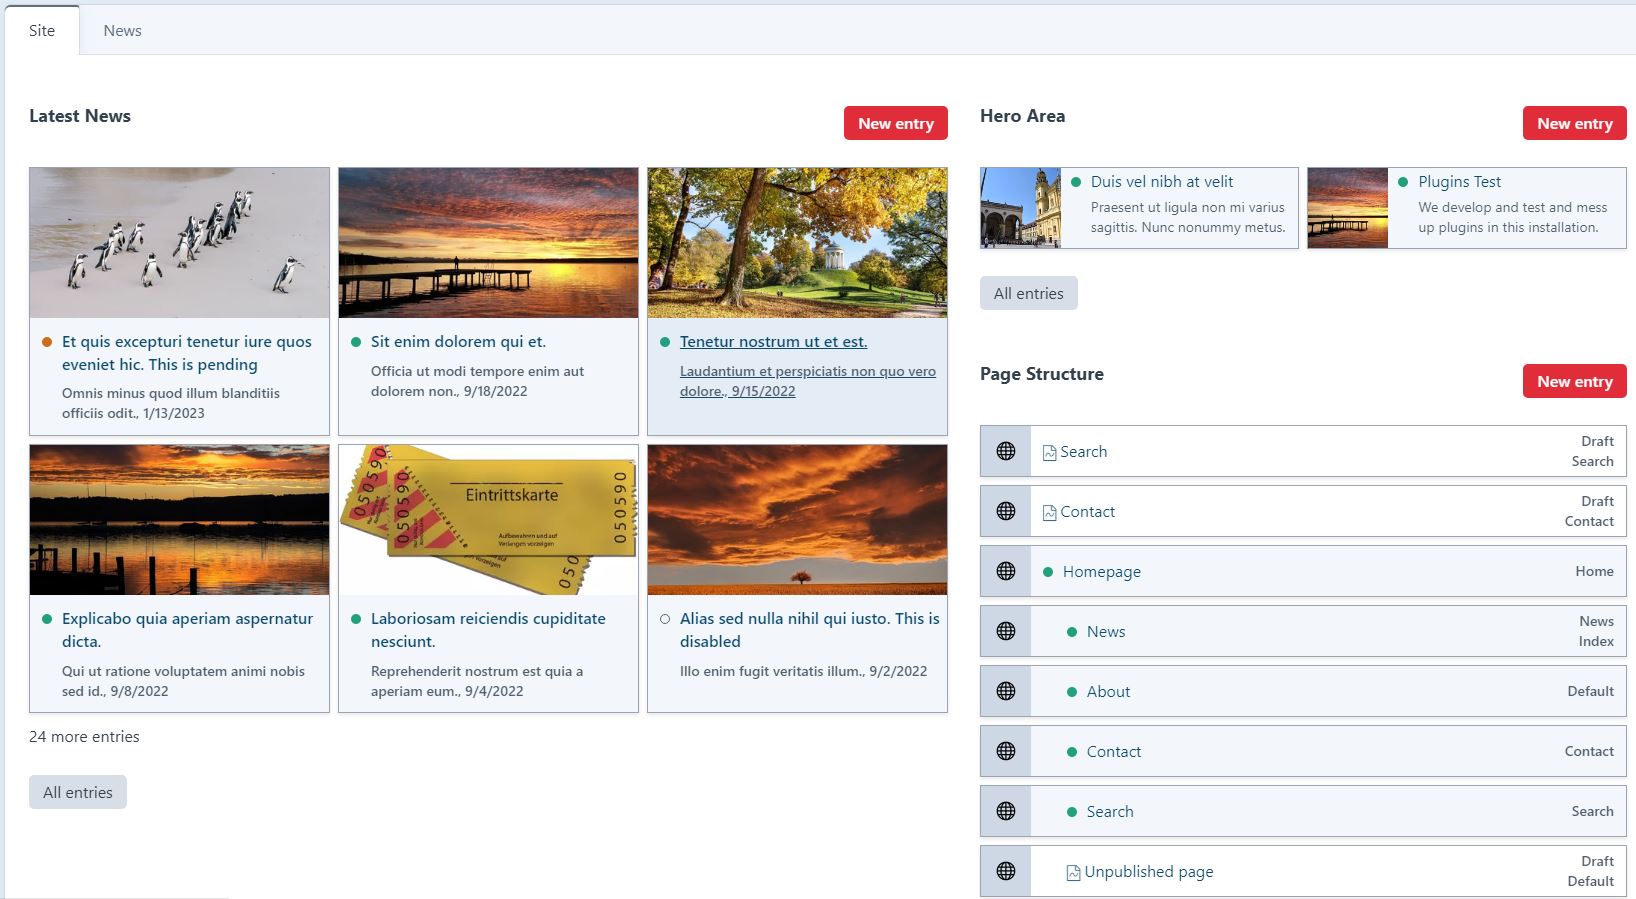 Site
News
Latest News
New entry
Et quis excepturi tenetur iure quos
eveniet hic. This is pending
Omnis minus quod illum blanditiis
officiis odit., 1/13/2023
Sit enim dolorem qui et.
Officia ut modi tempore enim aut
dolorem non., 9/18/2022
Tenetur nostrum ut et est.
Laudantium et perspiciatis non quo vero
dolore., 9/15/2022
050590
050590
Eintrittskarte
Aufbewahren und auf
Verlangen vorzeigen
050590
050
Explicabo quia aperiam aspernatur
dicta.
Qui ut ratione voluptatem animi nobis
sed id., 9/8/2022
Laboriosam reiciendis cupiditate
nesciunt.
Reprehenderit nostrum est quia a
aperiam eum., 9/4/2022
Alias sed nulla nihil qui iusto. This is
disabled
Illo enim fugit veritatis illum., 9/2/2022
24 more entries
All entries
Hero Area
New entry
Duis vel nibh at velit
Praesent ut ligula non mi varius
sagittis. Nunc nonummy metus.
Plugins Test
We develop and test and mess
up plugins in this installation.
All entries
Page Structure
New entry
Search
Draft
Search
Contact
Draft
Contact
Homepage
Home
News
News
Index
About
Default
Contact
Contact
Search
Search
Unpublished page
Draft
Default